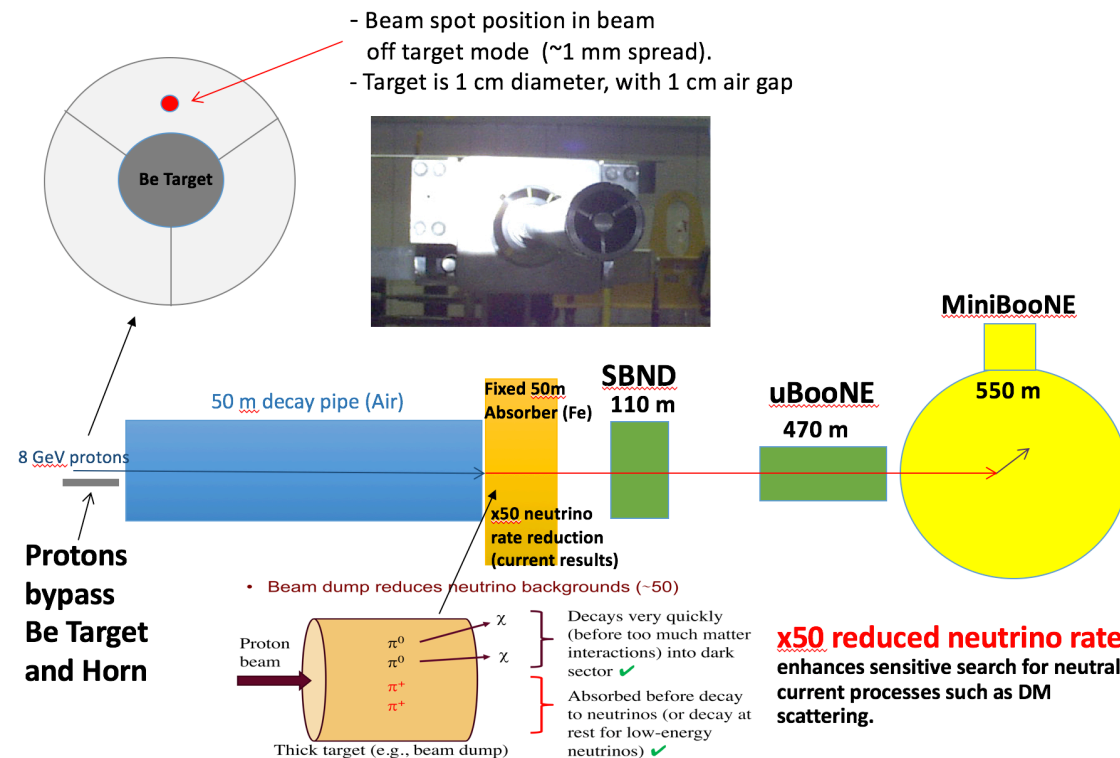 - Beam spot position in beam
off target mode  (~1 mm spread).
- Target is 1 cm diameter, with 1 cm air gap
Be Target
MiniBooNE
550 m
SBND
110 m
uBooNE
470 m
Fixed 50m
Absorber (Fe)
50 m decay pipe (Air)
8 GeV protons
x50 neutrino
rate reduction
(current results)
Protons
bypass
Be Target
and Horn
• Beam dump reduces neutrino backgrounds (~50)
Proton
beam
π⁰
π⁰
π⁺
π⁺
χ
χ
Decays very quickly
(before too much matter
interactions) into dark
sector ✓
Absorbed before decay
to neutrinos (or decay at
rest for low-energy
neutrinos) ✓
Thick target (e.g., beam dump)
x50 reduced neutrino rate
enhances sensitive search for neutral
current processes such as DM
scattering.